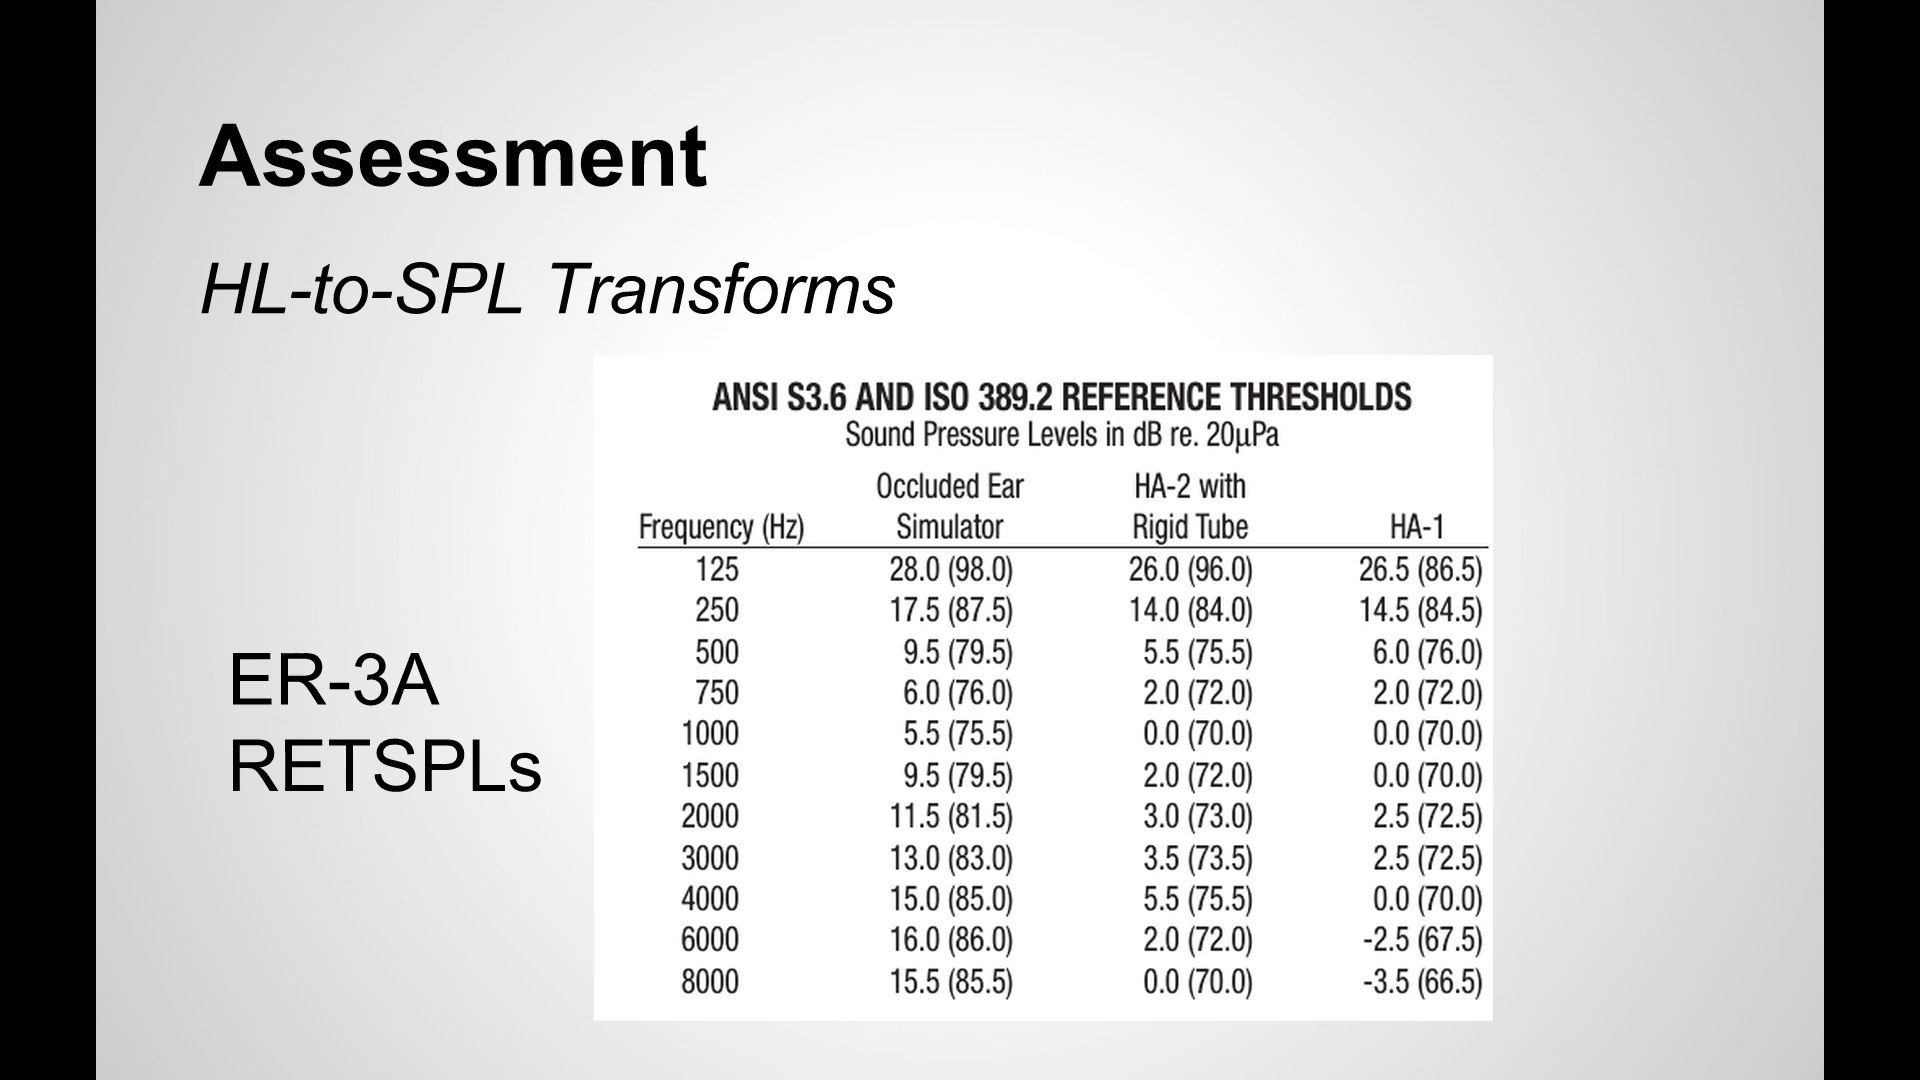 Assessment
HL-to-SPL Transforms
ER-3A
RETSPLs
ANSI S3.6 AND ISO 389.2 REFERENCE THRESHOLDS
Sound Pressure Levels in dB re. 20µPa
Occluded Ear HA-2 with
Frequency (Hz) Simulator Rigid Tube HA-1
125 28.0 (98.0) 26.0 (96.0) 26.5 (86.5)
250 17.5 (87.5) 14.0 (84.0) 14.5 (84.5)
500 9.5 (79.5) 5.5 (75.5) 6.0 (76.0)
750 6.0 (76.0) 2.0 (72.0) 2.0 (72.0)
1000 5.5 (75.5) 0.0 (70.0) 0.0 (70.0)
1500 9.5 (79.5) 2.0 (72.0) 0.0 (70.0)
2000 11.5 (81.5) 3.0 (73.0) 2.5 (72.5)
3000 13.0 (83.0) 3.5 (73.5) 2.5 (72.5)
4000 15.0 (85.0) 5.5 (75.5) 0.0 (70.0)
6000 16.0 (86.0) 2.0 (72.0) -2.5 (67.5)
8000 15.5 (85.5) 0.0 (70.0) -3.5 (66.5)